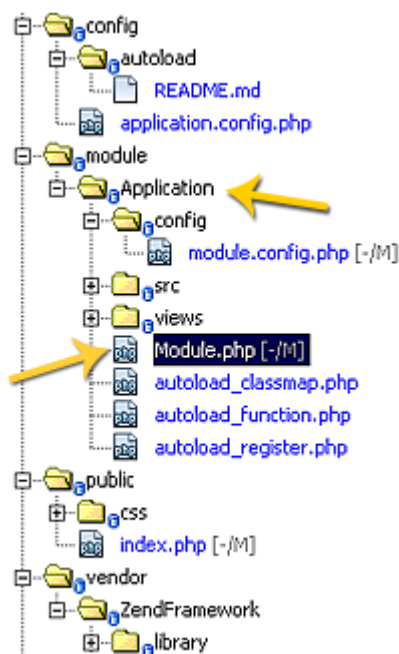 config
autoload
README.md
application.config.php
module
Application
config
module.config.php [-/M]
src
views
Module.php [-/M]
autoload_classmap.php
autoload_function.php
autoload_register.php
public
css
index.php [-/M]
vendor
ZendFramework
library